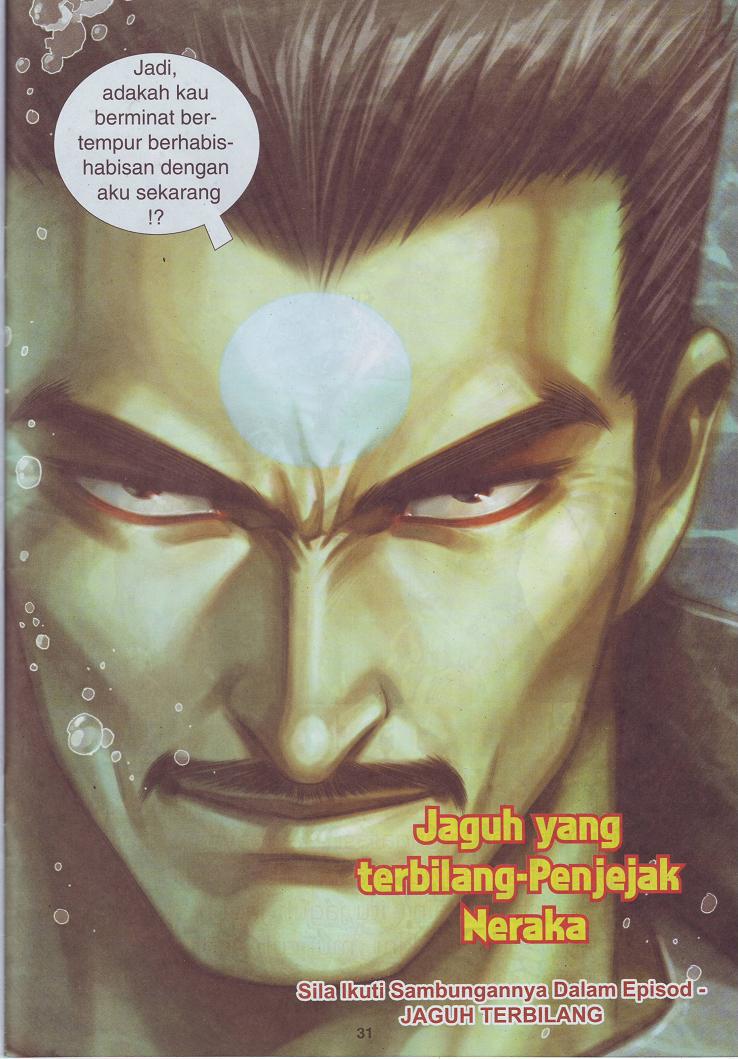 Jadi,
adakah kau
berminat ber-
tempur berhabis-
habisan dengan
aku sekarang
!?
Jaguh yang
terbilang-Penjejak
Neraka
Sila Ikuti Sambungannya Dalam Episod -
JAGUH TERBILANG
31